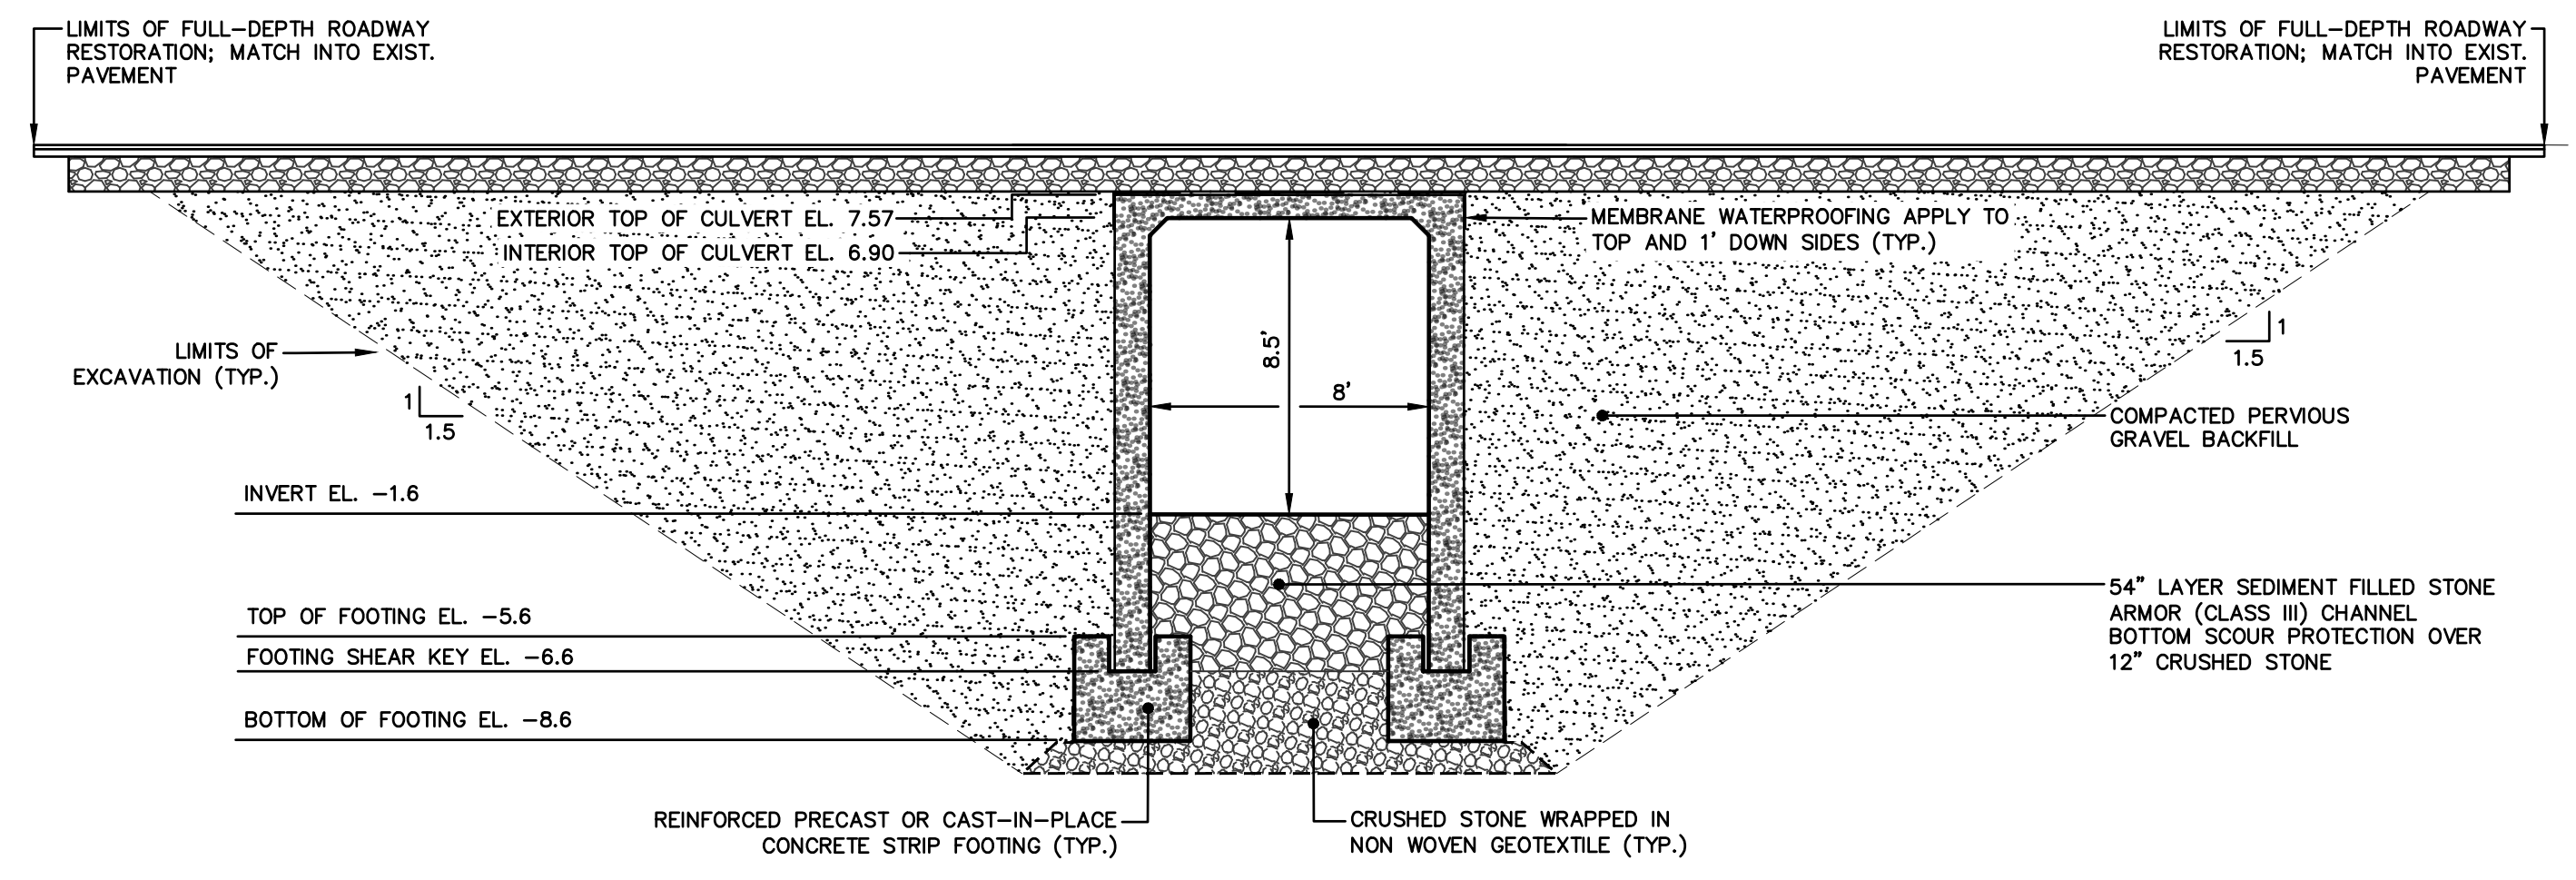 LIMITS OF FULL-DEPTH ROADWAY
RESTORATION; MATCH INTO EXIST.
PAVEMENT
LIMITS OF FULL-DEPTH ROADWAY
RESTORATION; MATCH INTO EXIST.
PAVEMENT
EXTERIOR TOP OF CULVERT EL. 7.57
INTERIOR TOP OF CULVERT EL. 6.90
MEMBRANE WATERPROOFING APPLY TO
TOP AND 1' DOWN SIDES (TYP.)
LIMITS OF
EXCAVATION (TYP.)
1
1.5
8.5'
8'
1
1.5
COMPACTED PERVIOUS
GRAVEL BACKFILL
INVERT EL. -1.6
TOP OF FOOTING EL. -5.6
FOOTING SHEAR KEY EL. -6.6
BOTTOM OF FOOTING EL. -8.6
54" LAYER SEDIMENT FILLED STONE
ARMOR (CLASS III) CHANNEL
BOTTOM SCOUR PROTECTION OVER
12" CRUSHED STONE
REINFORCED PRECAST OR CAST-IN-PLACE
CONCRETE STRIP FOOTING (TYP.)
CRUSHED STONE WRAPPED IN
NON WOVEN GEOTEXTILE (TYP.)